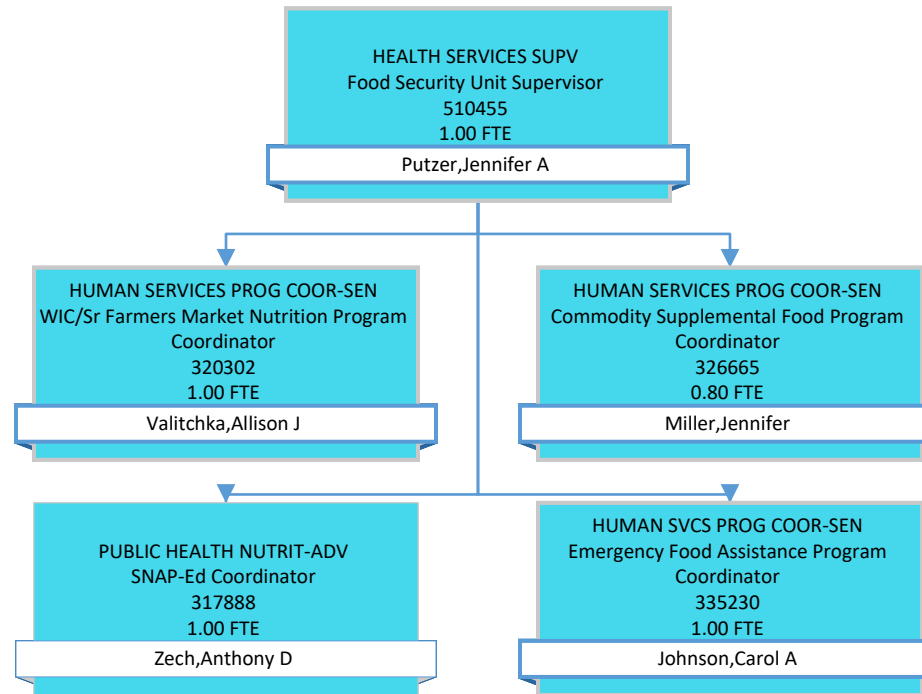 HEALTH SERVICES SUPV
Food Security Unit Supervisor
510455
1.00 FTE
Putzer,Jennifer A
HUMAN SERVICES PROG COOR-SEN
WIC/Sr Farmers Market Nutrition Program
Coordinator
320302
1.00 FTE
Valitchka,Allison J
HUMAN SERVICES PROG COOR-SEN
Commodity Supplemental Food Program
Coordinator
326665
0.80 FTE
Miller,Jennifer
PUBLIC HEALTH NUTRIT-ADV
SNAP-Ed Coordinator
317888
1.00 FTE
Zech,Anthony D
HUMAN SVCS PROG COOR-SEN
Emergency Food Assistance Program
Coordinator
335230
1.00 FTE
Johnson,Carol A